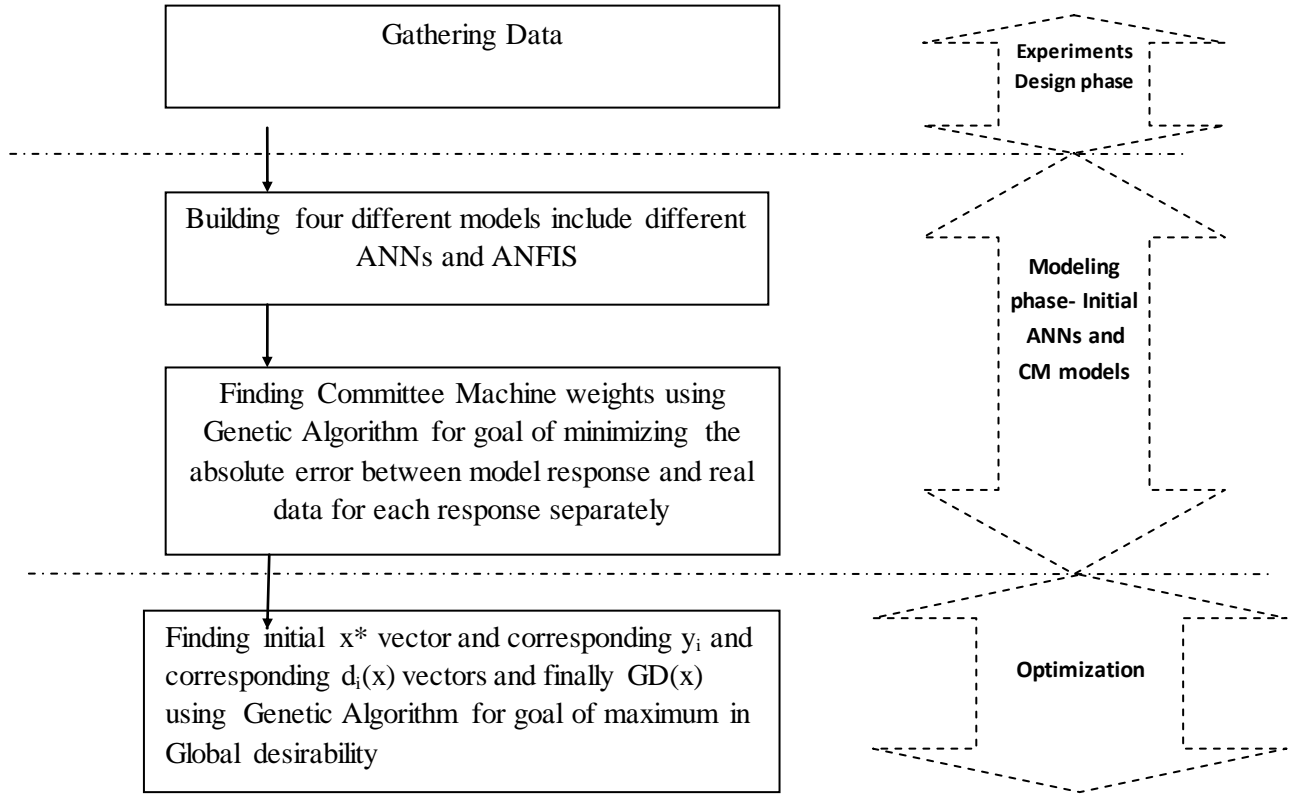 Gathering Data
Experiments
Design phase
Building four different models include different
ANNs and ANFIS
Modeling
phase- Initial
ANNs and
CM models
Finding Committee Machine weights using
Genetic Algorithm for goal of minimizing the
absolute error between model response and real
data for each response separately
Finding initial x* vector and corresponding yᵢ and
corresponding dᵢ(x) vectors and finally GD(x)
using Genetic Algorithm for goal of maximum in
Global desirability
Optimization